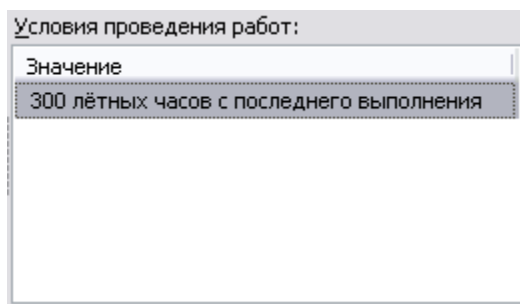 Условия проведения работ:
Значение
300 лётных часов с последнего выполнения